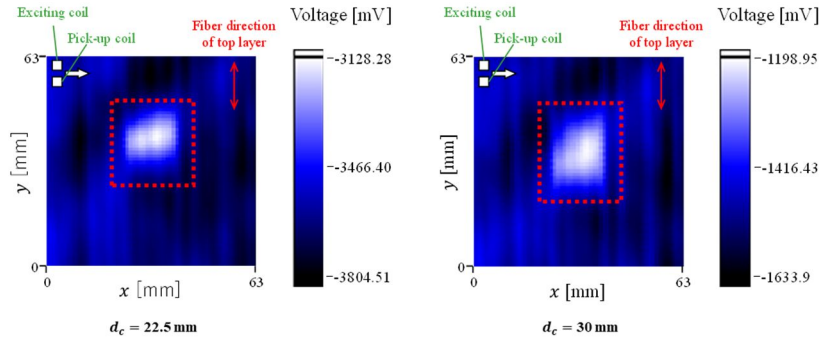 Exciting coil
Pick-up coil
Fiber direction
of top layer
Voltage [mV]
63
y [mm]
0
0
x [mm]
63
−3128.28
−3466.40
−3804.51
d_c = 22.5 mm
Exciting coil
Pick-up coil
Fiber direction
of top layer
Voltage [mV]
63
y [mm]
0
0
x [mm]
63
−1198.95
−1416.43
−1633.9
d_c = 30 mm